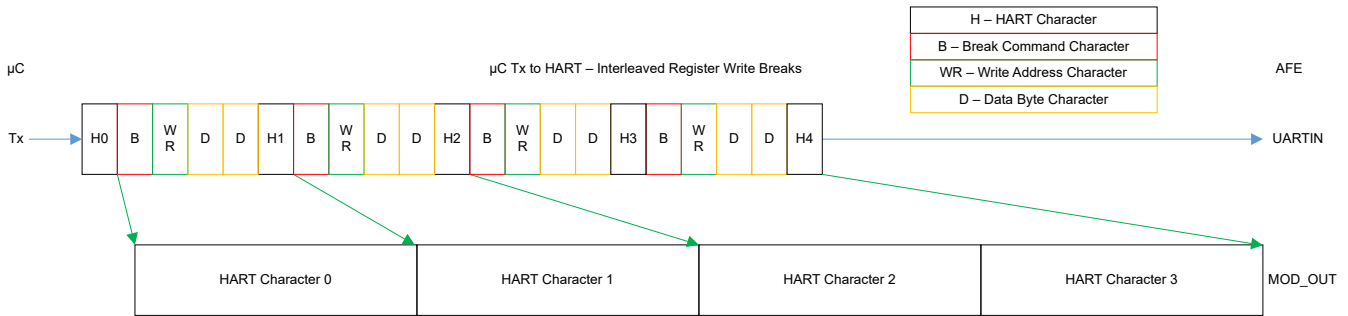 H – HART Character
B – Break Command Character
WR – Write Address Character
D – Data Byte Character
µC
µC Tx to HART – Interleaved Register Write Breaks
AFE
Tx
H0
B
W
R
D
D
H1
B
W
R
D
D
H2
B
W
R
D
D
H3
B
W
R
D
D
H4
UARTIN
HART Character 0
HART Character 1
HART Character 2
HART Character 3
MOD_OUT